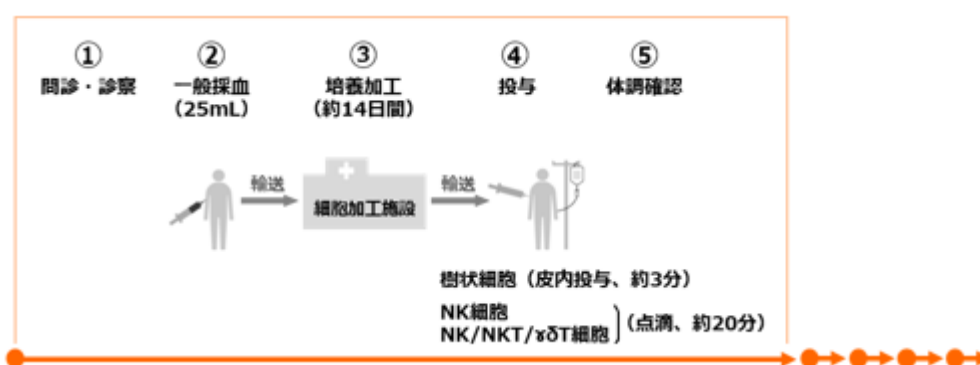 ①
問診・診察
②
一般採血
（25mL）
③
培養加工
（約14日間）
④
投与
⑤
体調確認
輸送
細胞加工施設
輸送
樹状細胞（皮内投与、約3分）
NK細胞
NK/NKT/γδT細胞
（点滴、約20分）